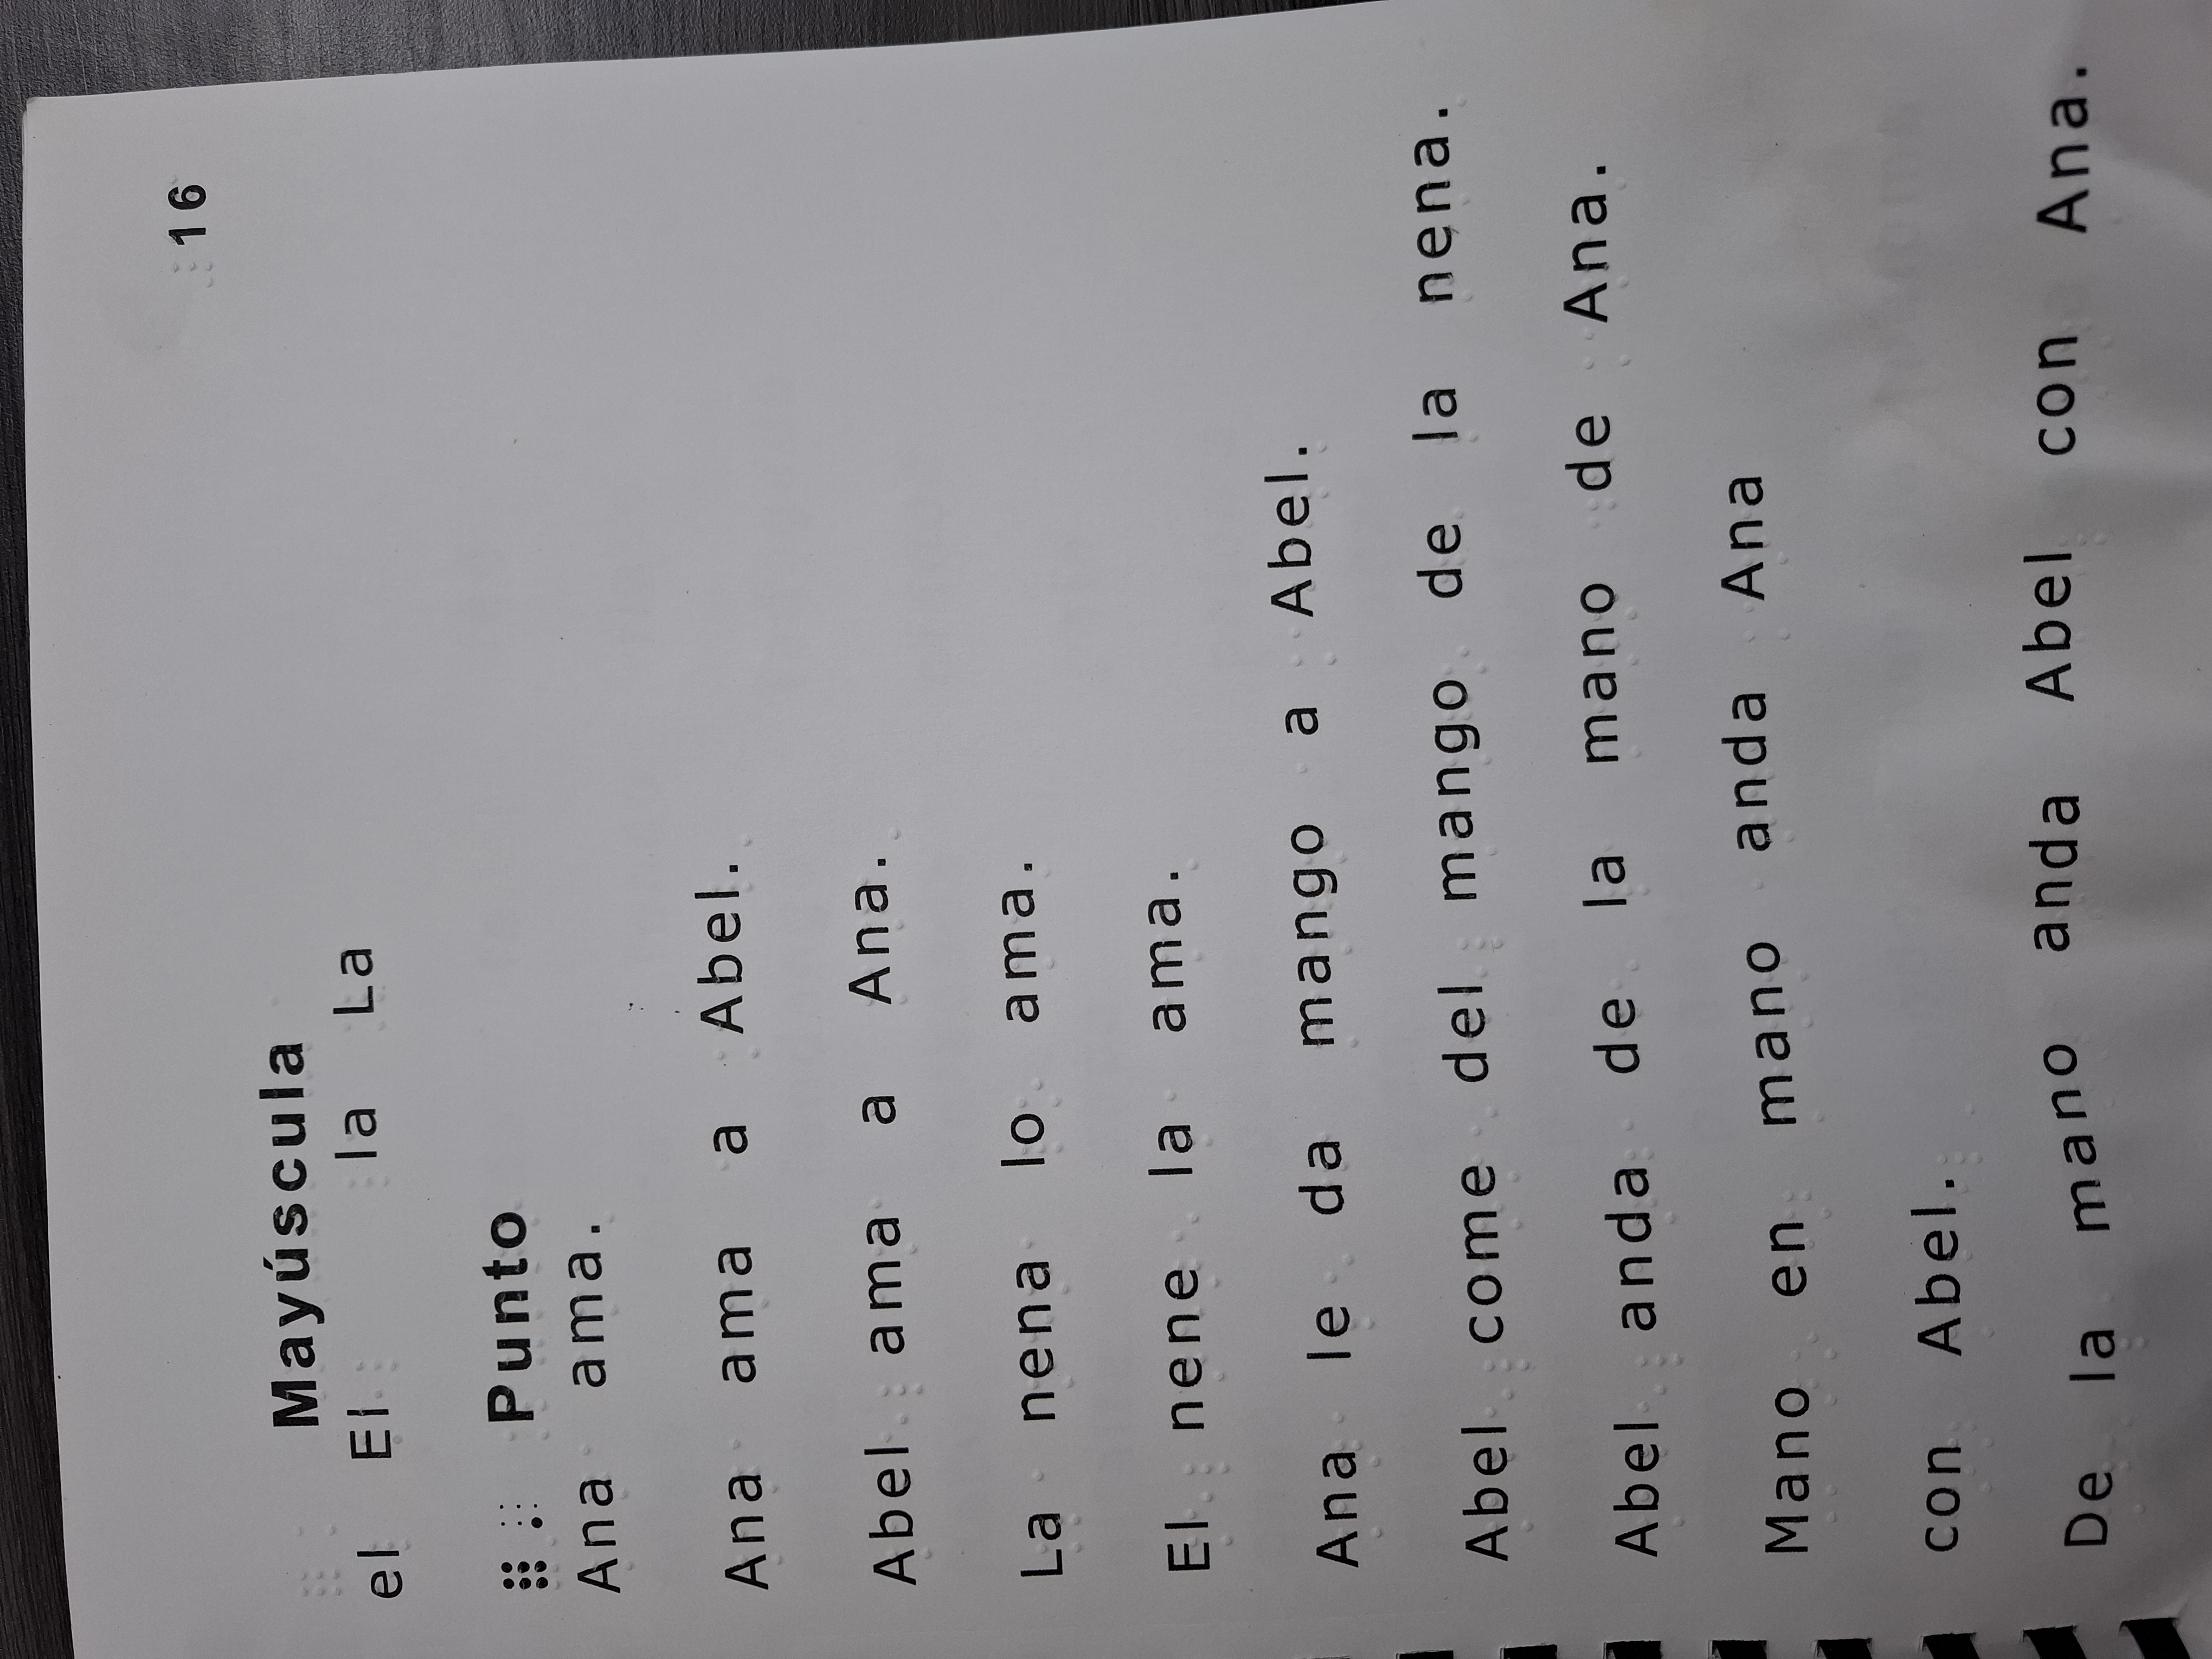 16
Mayúscula
el El la La
⠿ ⠄ Punto
Ana ama.
Ana ama a Abel.
Abel ama a Ana.
La nena lo ama.
El nene la ama.
Ana le da mango a Abel.
Abel come del mango de la nena.
Abel anda de la mano de Ana.
Mano en mano anda Ana
con Abel.
De la mano anda Abel con Ana.